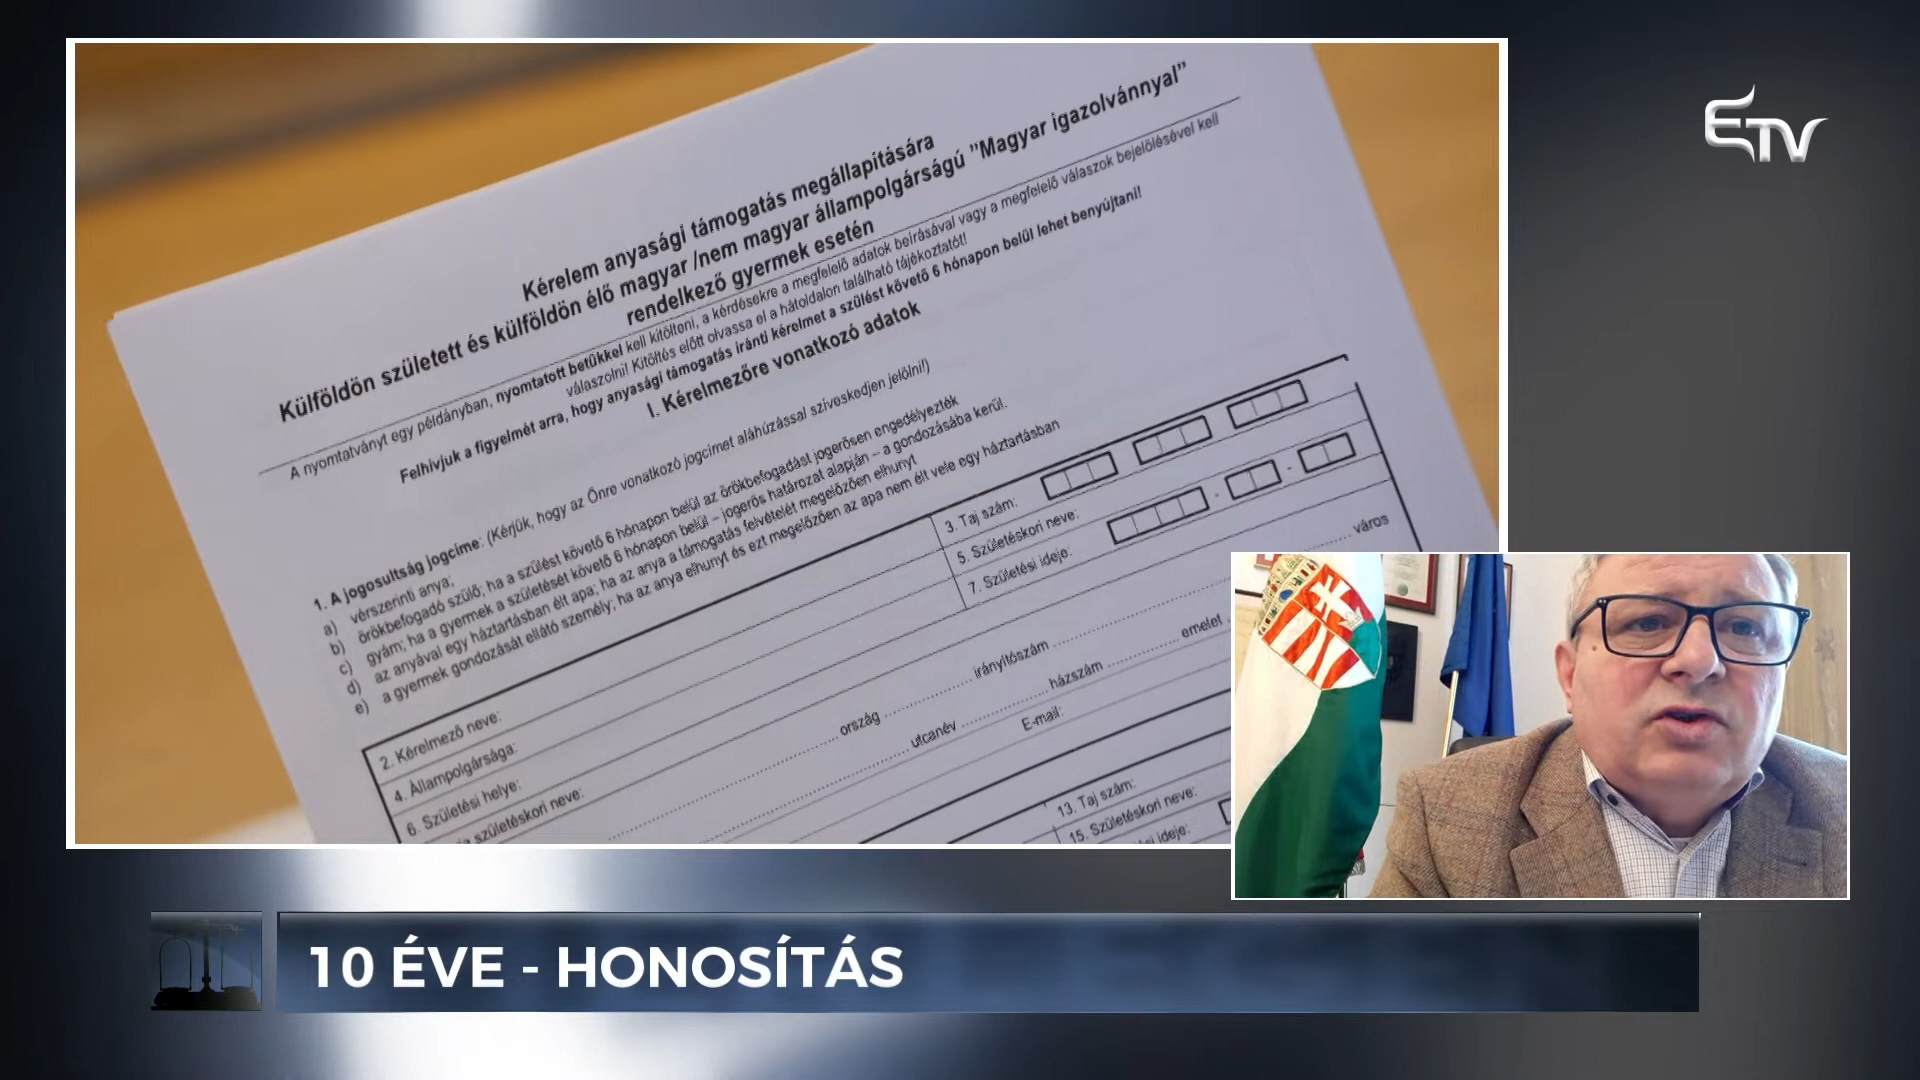 Kérelem anyasági támogatás megállapítására
Külföldön született és külföldön élő magyar /nem magyar állampolgárságú "Magyar igazolvánnyal"
rendelkező gyermek esetén
A nyomtatványt egy példányban, nyomtatott betűkkel kell kitölteni, a kérdésekre a megfelelő adatok beírásával vagy a megfelelő válaszok bejelölésével kell
válaszolni! Kitöltés előtt olvassa el a hátoldalon található tájékoztatót!
Felhívjuk a figyelmét arra, hogy anyasági támogatás iránti kérelmet a szülést követő 6 hónapon belül lehet benyújtani!
I. Kérelmezőre vonatkozó adatok
1. A jogosultság jogcíme: (Kérjük, hogy az Önre vonatkozó jogcímet aláhúzással szíveskedjen jelölni!)
a) vérszerinti anya;
b) örökbefogadó szülő; ha a szülést követő 6 hónapon belül az örökbefogadást jogerősen engedélyezték
c) gyám; ha a gyermek a születését követő 6 hónapon belül – jogerős határozat alapján – a gondozásába kerül.
d) az anyával egy háztartásban élt apa; ha az anya a támogatás felvételét megelőzően elhunyt
e) a gyermek gondozását ellátó személy; ha az anya elhunyt és ezt megelőzően az apa nem élt vele egy háztartásban
2. Kérelmező neve:
3. Taj szám:
4. Állampolgársága:
5. Születéskori neve:
6. Születési helye:
7. Születési ideje:
születéskori neve:
ország
irányítószám
város
utcanév
házszám
emelet
E-mail:
13. Taj szám:
15. Születéskori neve:
ideje:
ETV
10 ÉVE - HONOSÍTÁS